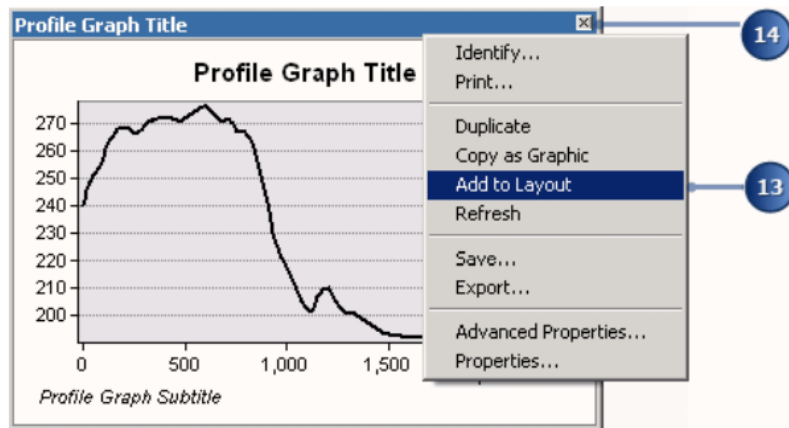 Profile Graph Title
14
Profile Graph Title
Identify...
Print...
Duplicate
Copy as Graphic
Add to Layout
13
Refresh
Save...
Export...
Advanced Properties...
Properties...
270
260
250
240
230
220
210
200
0 500 1,000 1,500
Profile Graph Subtitle